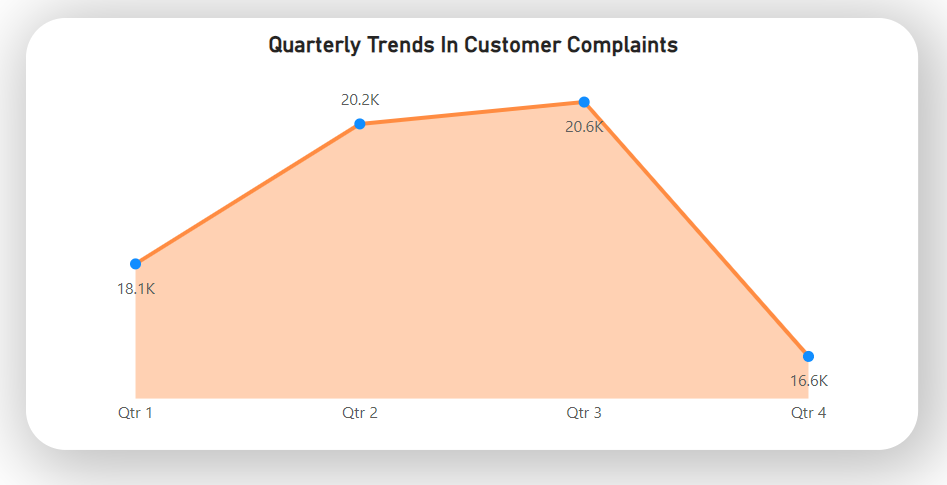 Quarterly Trends In Customer Complaints
20.2K
20.6K
18.1K
16.6K
Qtr 1 Qtr 2 Qtr 3 Qtr 4